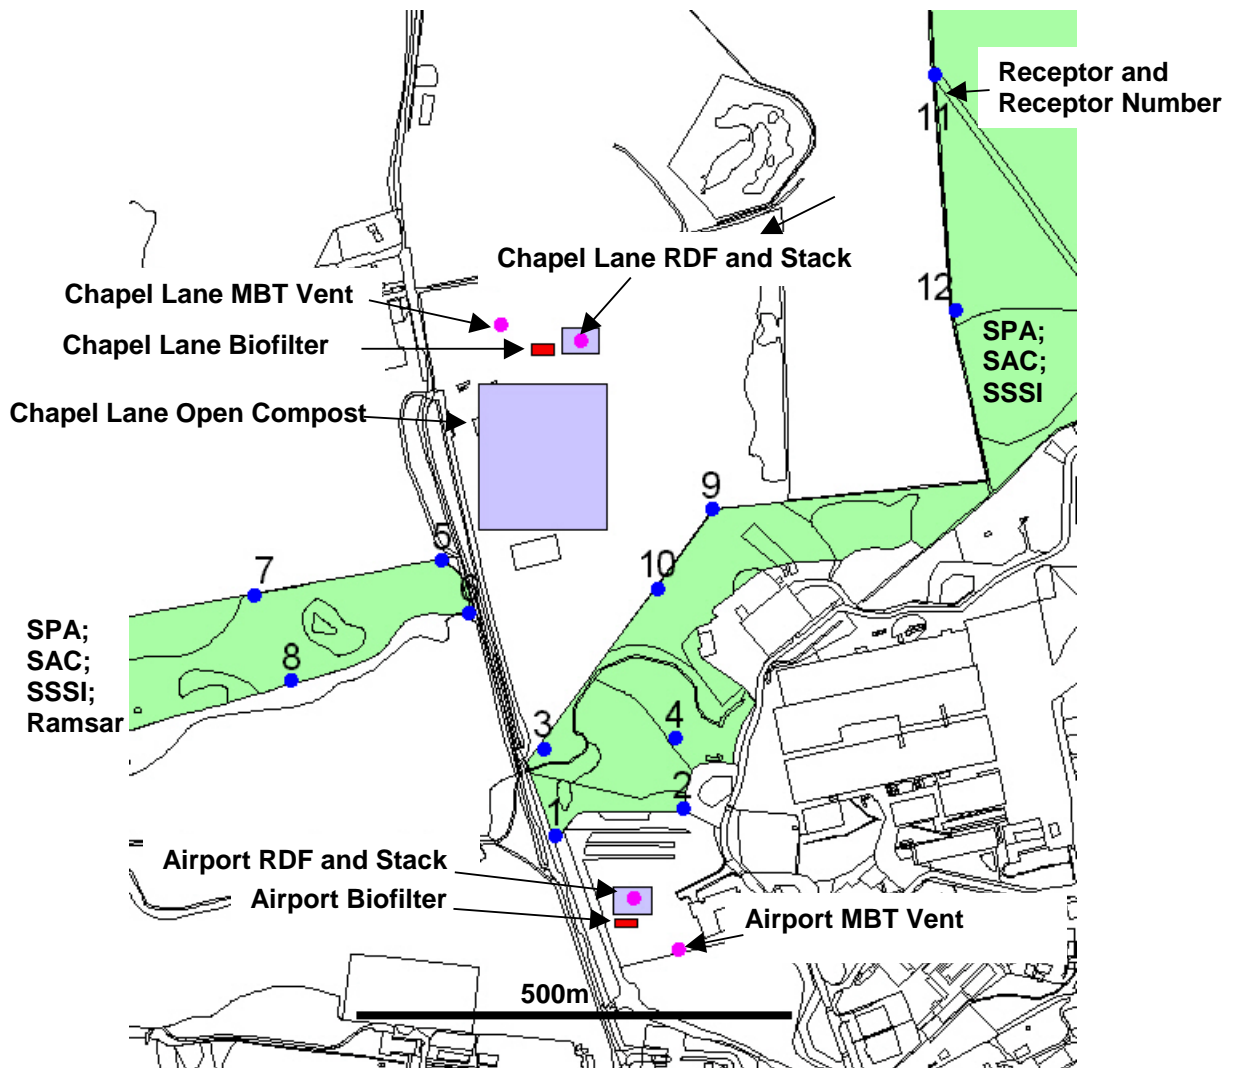 Receptor and
Receptor Number
11
Chapel Lane RDF and Stack
12
Chapel Lane MBT Vent
SPA;
SAC;
SSSI
Chapel Lane Biofilter
Chapel Lane Open Compost
9
5
7
10
6
SPA;
SAC;
SSSI;
Ramsar
8
4
3
2
1
Airport RDF and Stack
Airport Biofilter
Airport MBT Vent
500m